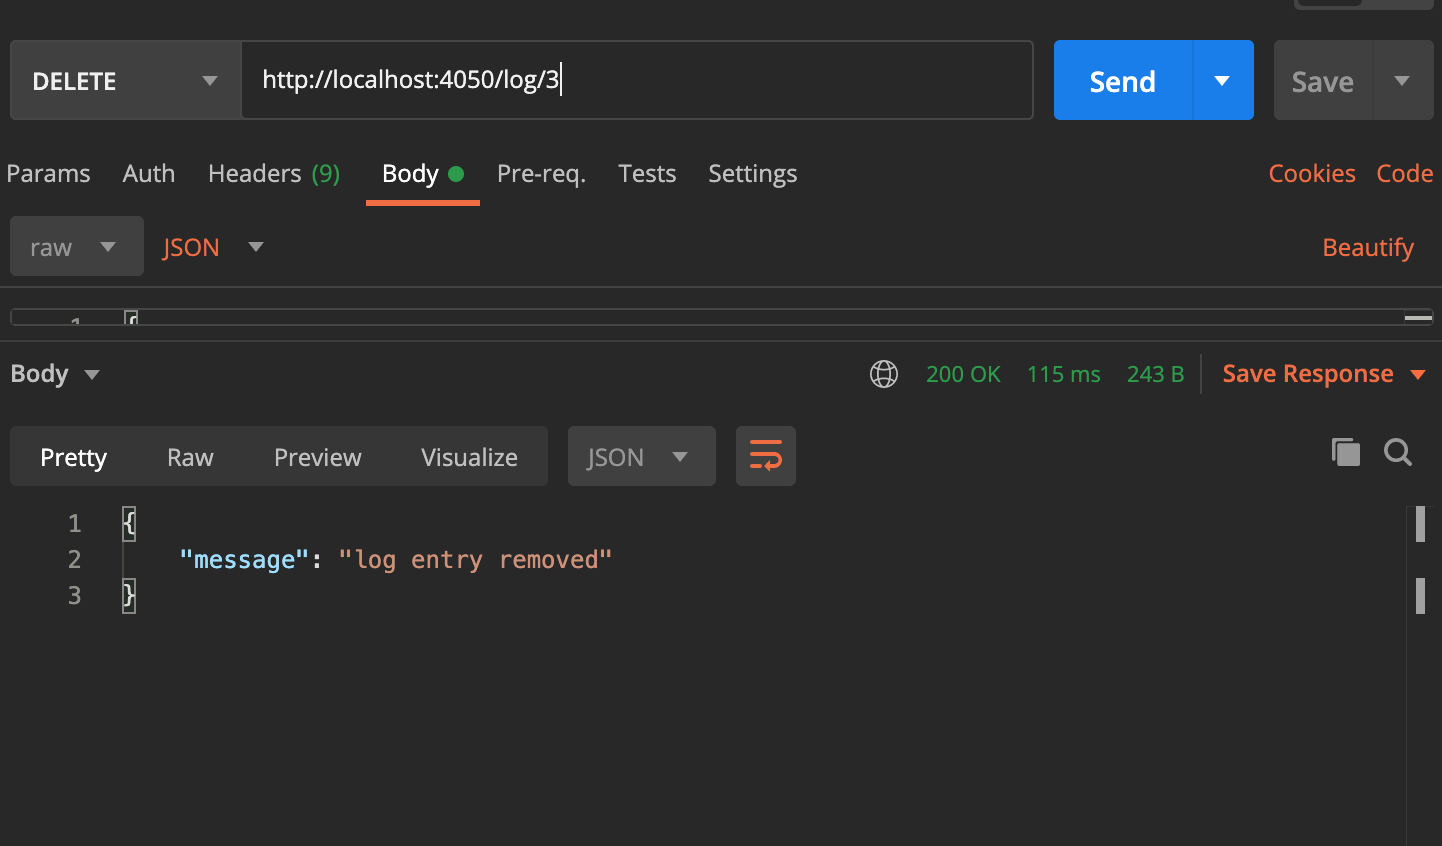 DELETE http://localhost:4050/log/3 Send Save
Params Auth Headers (9) Body Pre-req. Tests Settings Cookies Code
raw JSON Beautify
1 {
Body 200 OK 115 ms 243 B Save Response
Pretty Raw Preview Visualize JSON
1 {
2 "message": "log entry removed"
3 }